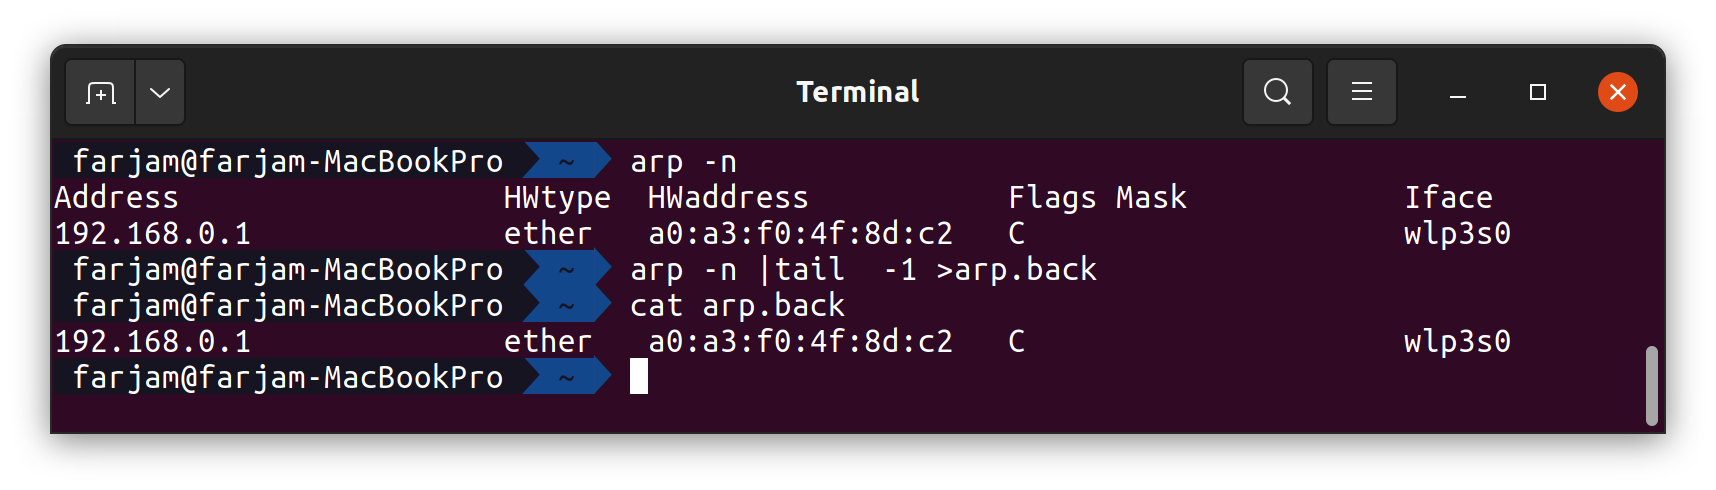 Terminal
farjam@farjam-MacBookPro ~ arp -n
Address HWtype HWaddress Flags Mask Iface
192.168.0.1 ether a0:a3:f0:4f:8d:c2 C wlp3s0
farjam@farjam-MacBookPro ~ arp -n |tail  -1 >arp.back
farjam@farjam-MacBookPro ~ cat arp.back
192.168.0.1 ether a0:a3:f0:4f:8d:c2 C wlp3s0
farjam@farjam-MacBookPro ~